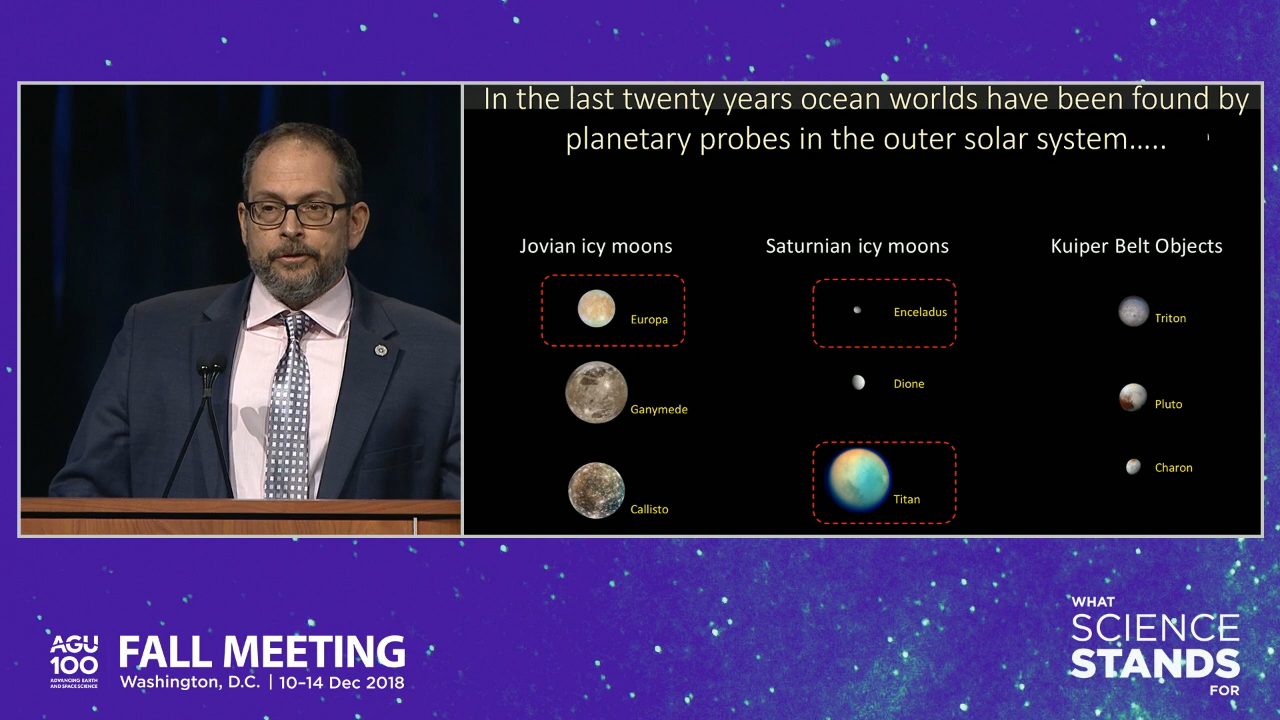 In the last twenty years ocean worlds have been found by
planetary probes in the outer solar system…..
Jovian icy moons
Saturnian icy moons
Kuiper Belt Objects
Europa
Enceladus
Triton
Ganymede
Dione
Pluto
Callisto
Titan
Charon
AGU
100
ADVANCING EARTH
AND SPACE SCIENCE
FALL MEETING
Washington, D.C. | 10–14 Dec 2018
WHAT
SCIENCE
STANDS
FOR